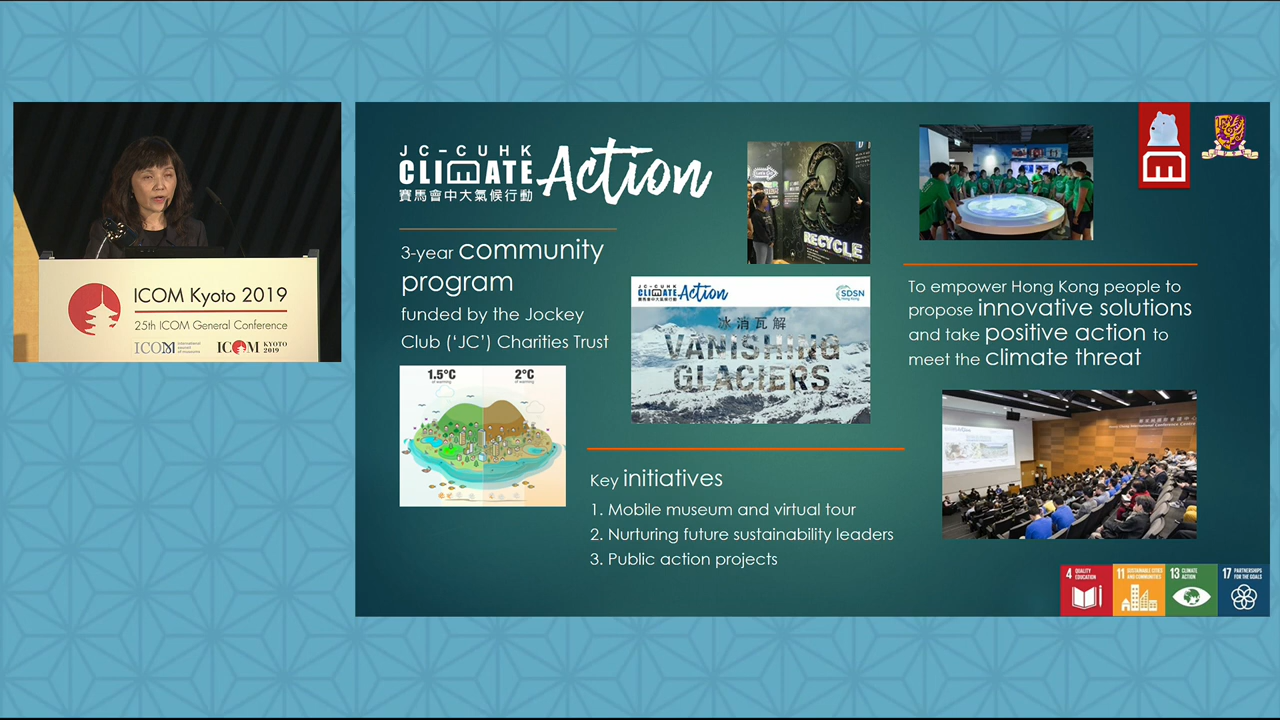 ICOM Kyoto 2019
25th ICOM General Conference
ICOM international council of museums
ICOM KYOTO 2019
JC-CUHK
CLIMATE Action
賽馬會中大氣候行動
3-year community
program
funded by the Jockey
Club (‘JC’) Charities Trust
1.5°C
of warming
2°C
of warming
RECYCLE
JC-CUHK
CLIMATE Action
賽馬會中大氣候行動
SDSN
Hong Kong
冰消瓦解
VANISHING
GLACIERS
Key initiatives
1. Mobile museum and virtual tour
2. Nurturing future sustainability leaders
3. Public action projects
To empower Hong Kong people to
propose innovative solutions
and take positive action to
meet the climate threat
4 QUALITY
EDUCATION
11 SUSTAINABLE CITIES
AND COMMUNITIES
13 CLIMATE
ACTION
17 PARTNERSHIPS
FOR THE GOALS